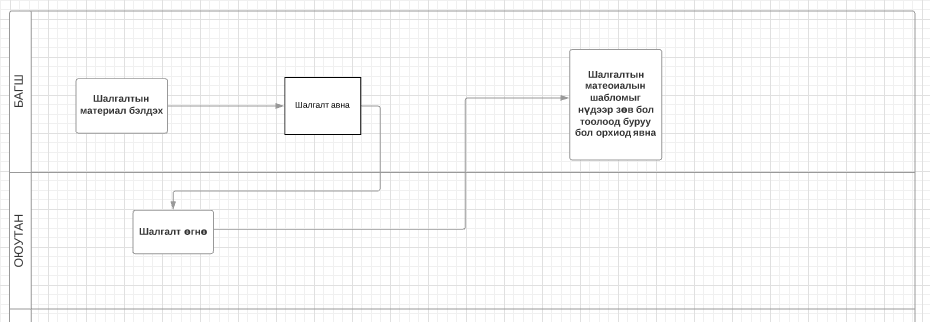 БАГШ
Шалгалтын
материал бэлдэх
Шалгалт авна
Шалгалтын
матеоиалын
шабломыг
нүдээр зөв бол
тоолоод буруу
бол орхиод явна
ОЮУТАН
Шалгалт өгнө